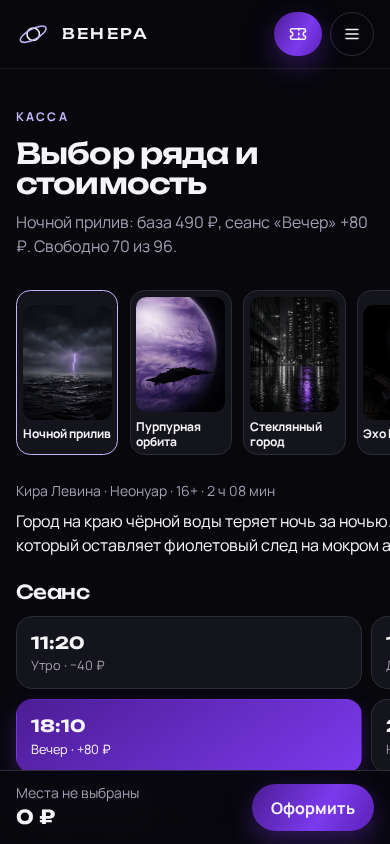 ВЕНЕРА
КАССА
Выбор ряда и
стоимость
Ночной прилив: база 490 ₽, сеанс «Вечер» +80
₽. Свободно 70 из 96.
Ночной прилив
Пурпурная
орбита
Стеклянный
город
Эхо
Кира Левина · Неонуар · 16+ · 2 ч 08 мин
Город на краю чёрной воды теряет ночь за ночью.
который оставляет фиолетовый след на мокром
Сеанс
11:20
Утро · −40 ₽
18:10
Вечер · +80 ₽
Места не выбраны
0 ₽
Оформить